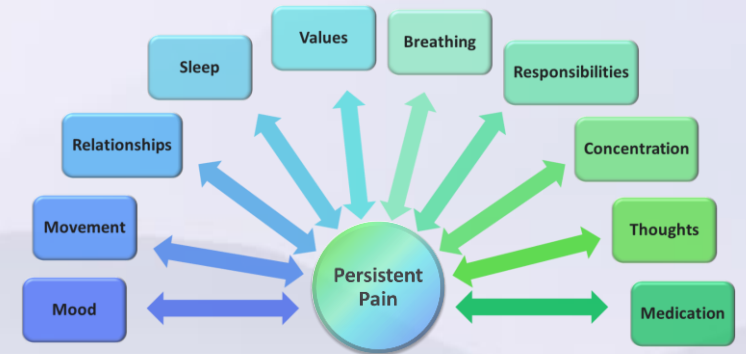 Values
Breathing
Sleep
Responsibilities
Relationships
Concentration
Movement
Thoughts
Persistent
Pain
Mood
Medication